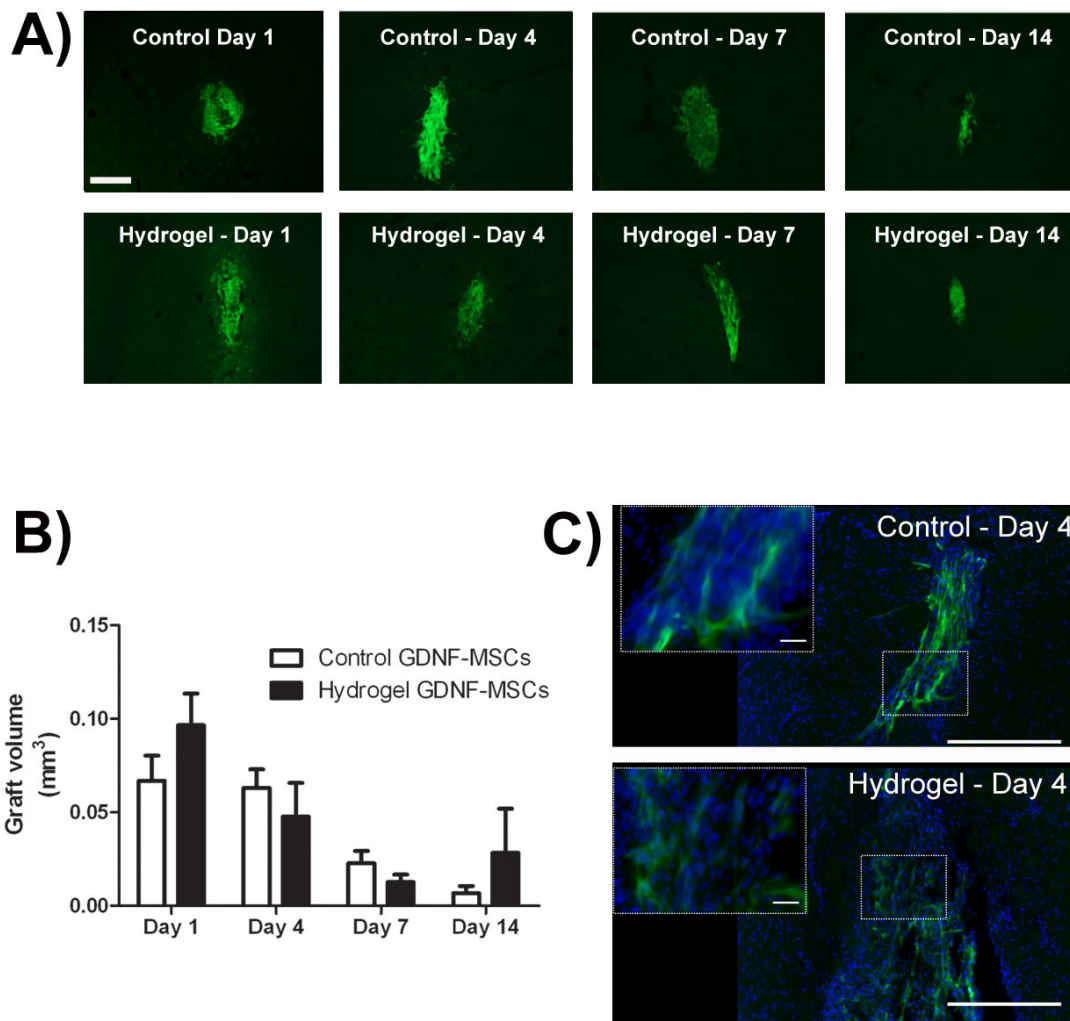 A)
Control Day 1
Control - Day 4
Control - Day 7
Control - Day 14
Hydrogel - Day 1
Hydrogel - Day 4
Hydrogel - Day 7
Hydrogel - Day 14
B)
0.15
0.10
0.05
0.00
Graft volume
(mm³)
Control GDNF-MSCs
Hydrogel GDNF-MSCs
Day 1 Day 4 Day 7 Day 14
C)
Control - Day 4
Hydrogel - Day 4